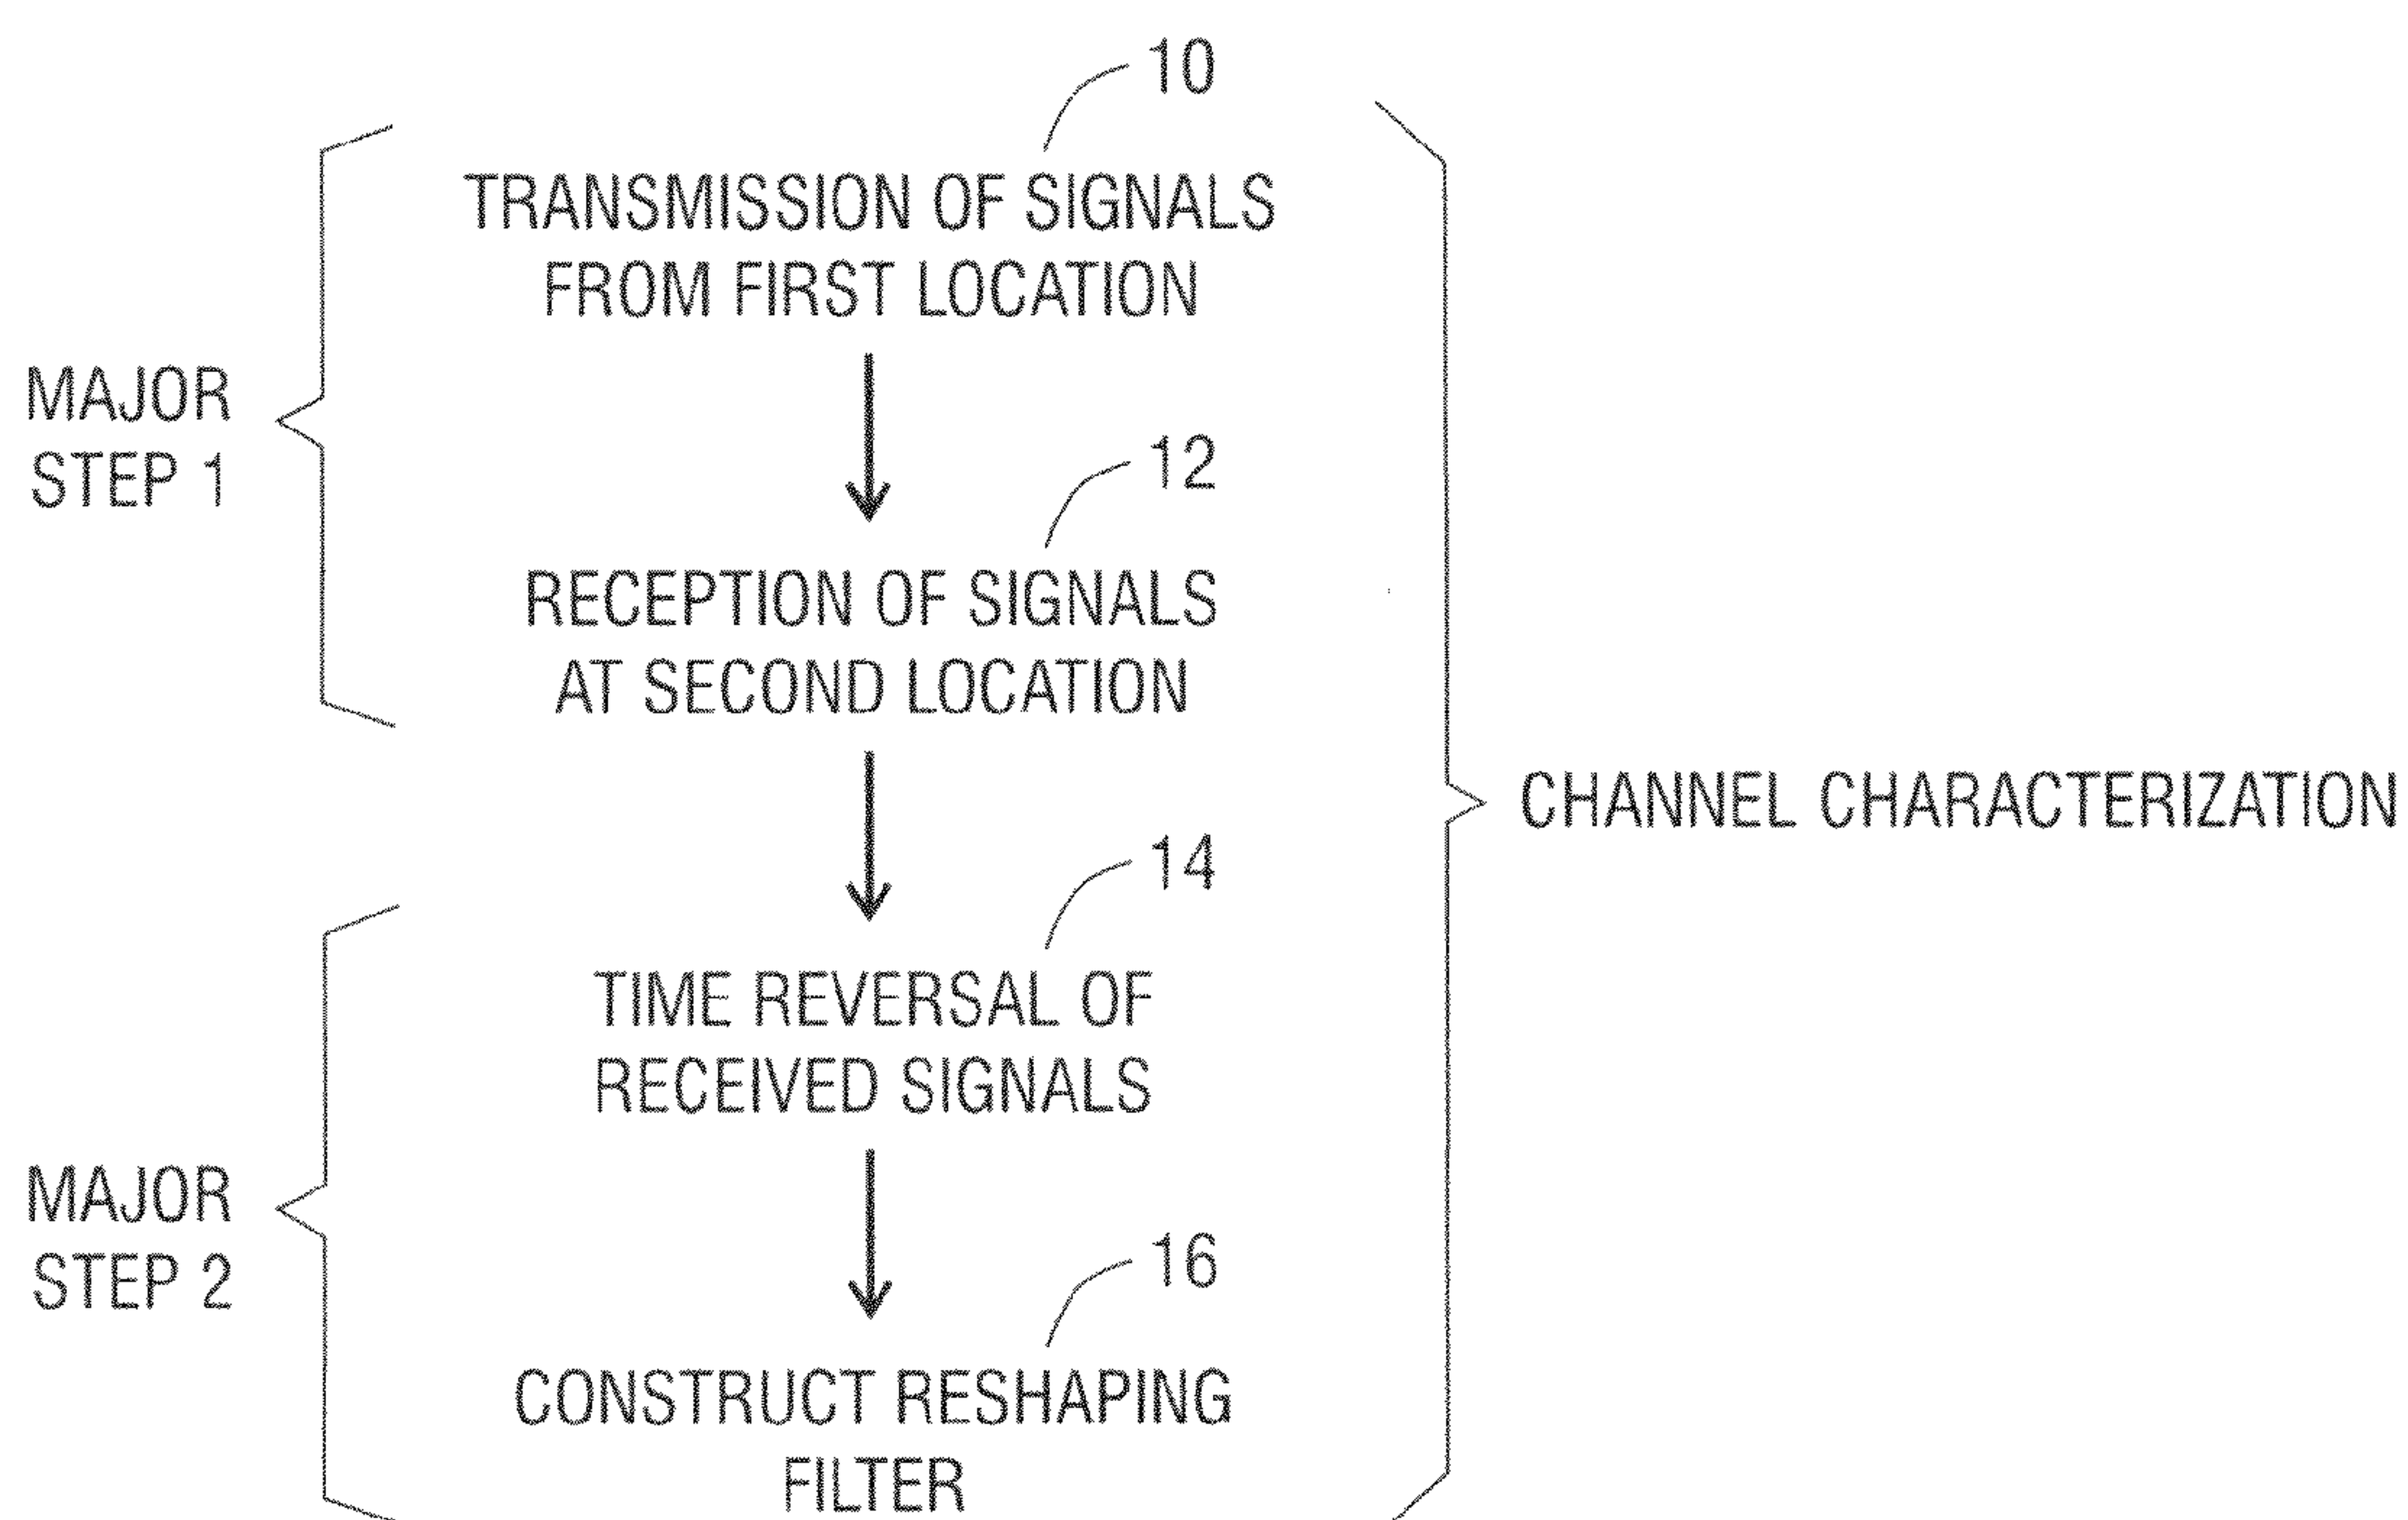 10
TRANSMISSION OF SIGNALS
FROM FIRST LOCATION
MAJOR
STEP 1
12
RECEPTION OF SIGNALS
AT SECOND LOCATION
CHANNEL CHARACTERIZATION
14
TIME REVERSAL OF
RECEIVED SIGNALS
MAJOR
STEP 2
16
CONSTRUCT RESHAPING
FILTER